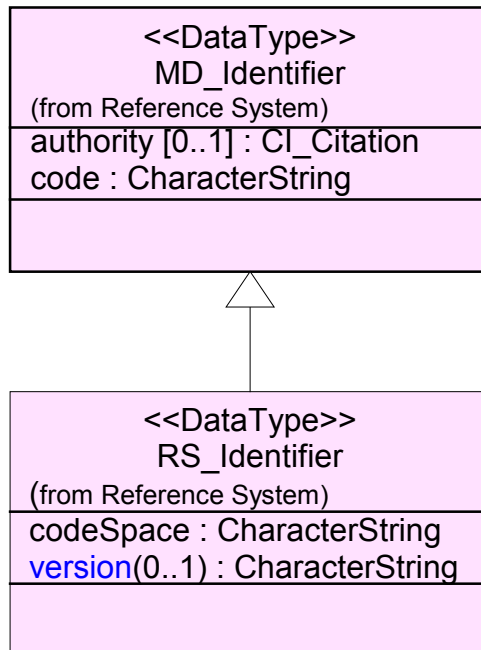 <<DataType>>
MD_Identifier
(from Reference System)
authority [0..1] : CI_Citation
code : CharacterString
<<DataType>>
RS_Identifier
(from Reference System)
codeSpace : CharacterString
version(0..1) : CharacterString